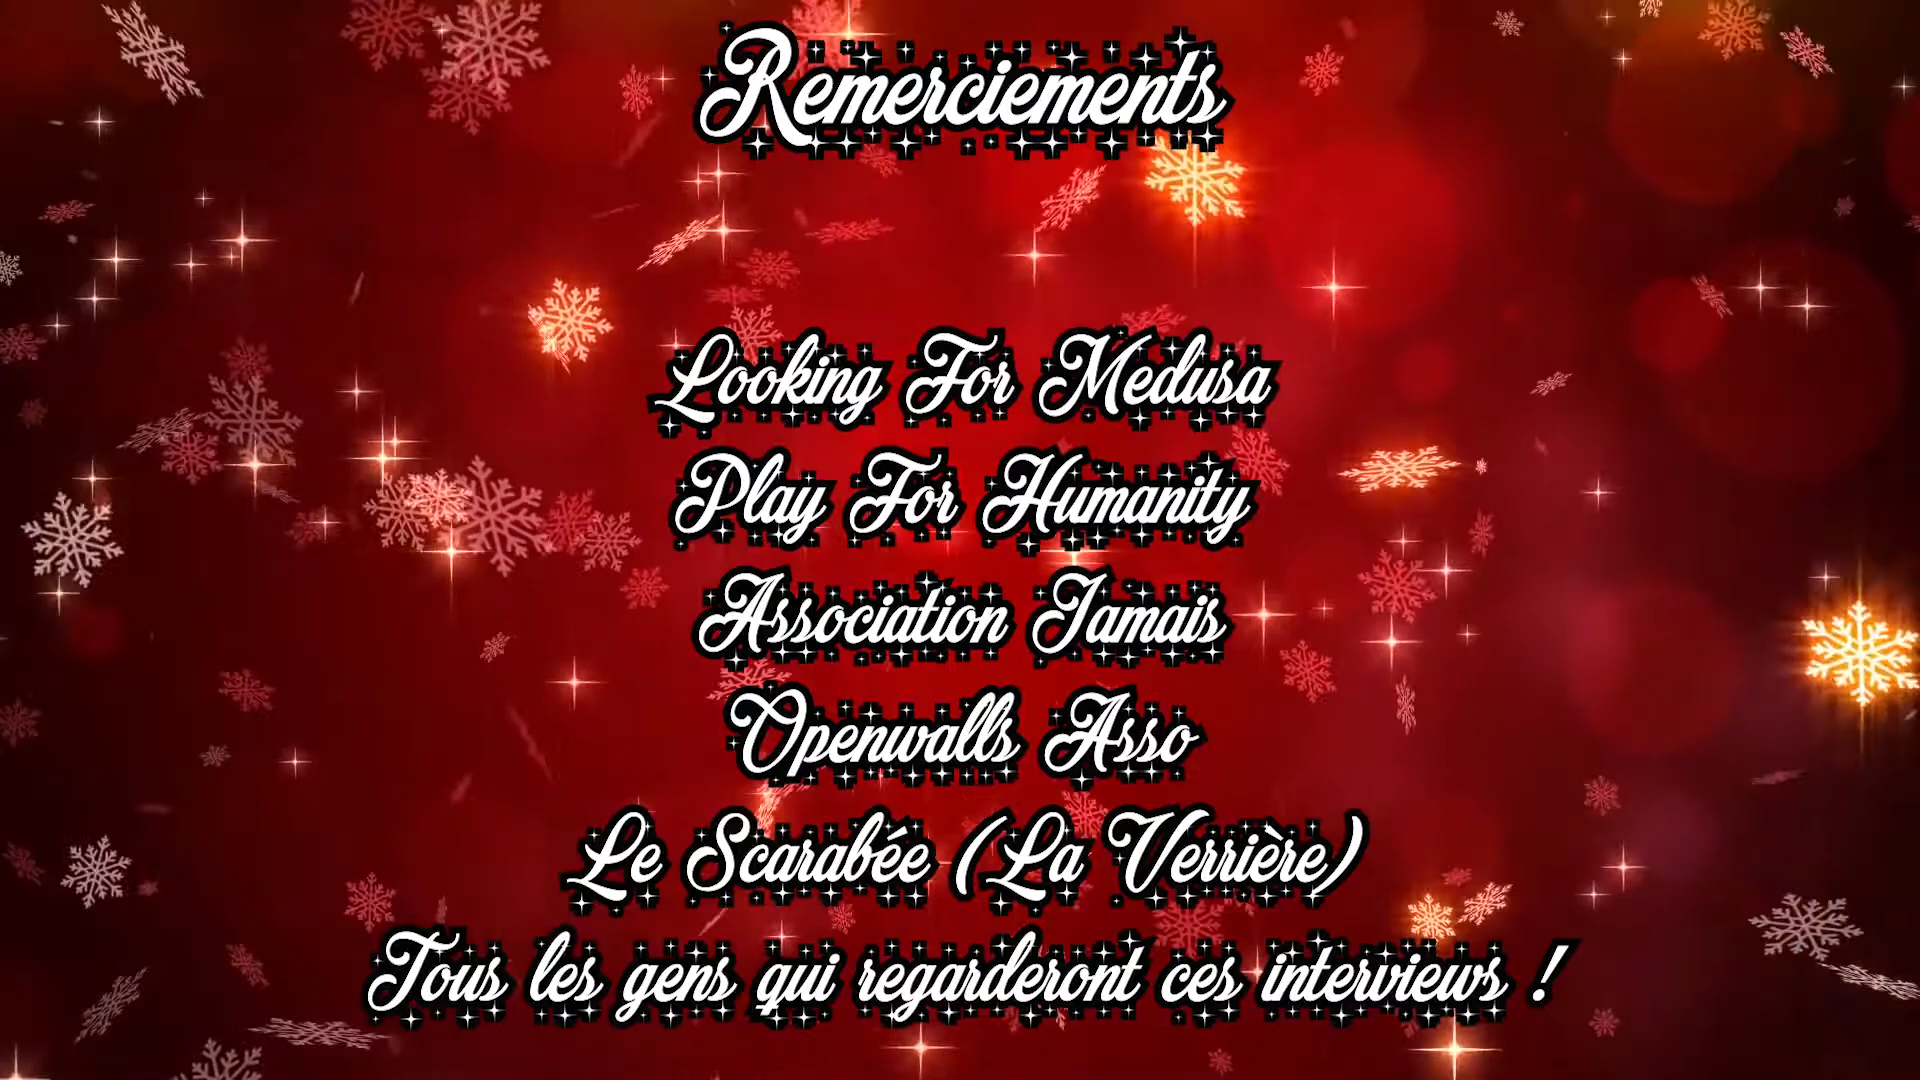 Remerciements
Looking For Medusa
Play For Humanity
Association Jamais
Openwalls Asso
Le Scarabée (La Verrière)
Tous les gens qui regarderont ces interviews !